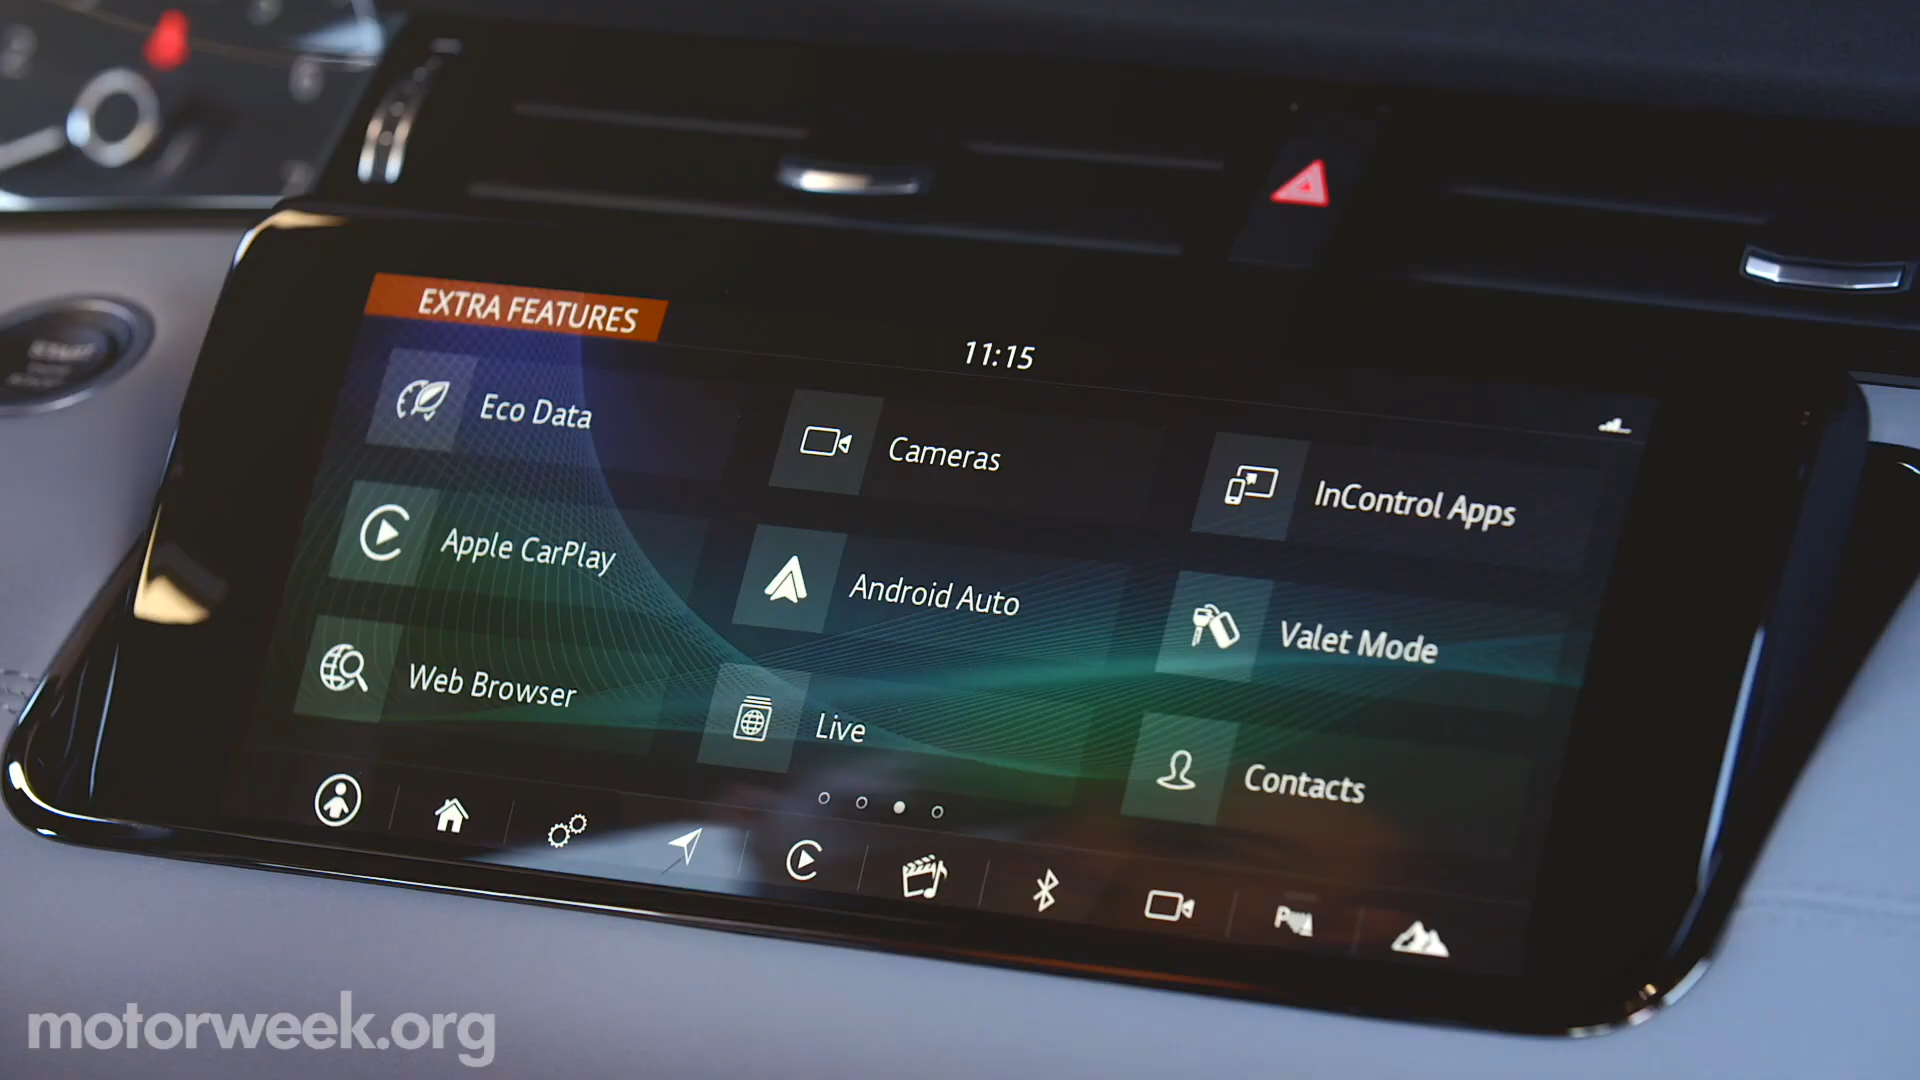 EXTRA FEATURES
11:15
Eco Data
Cameras
InControl Apps
Apple CarPlay
Android Auto
Valet Mode
Web Browser
Live
Contacts
motorweek.org